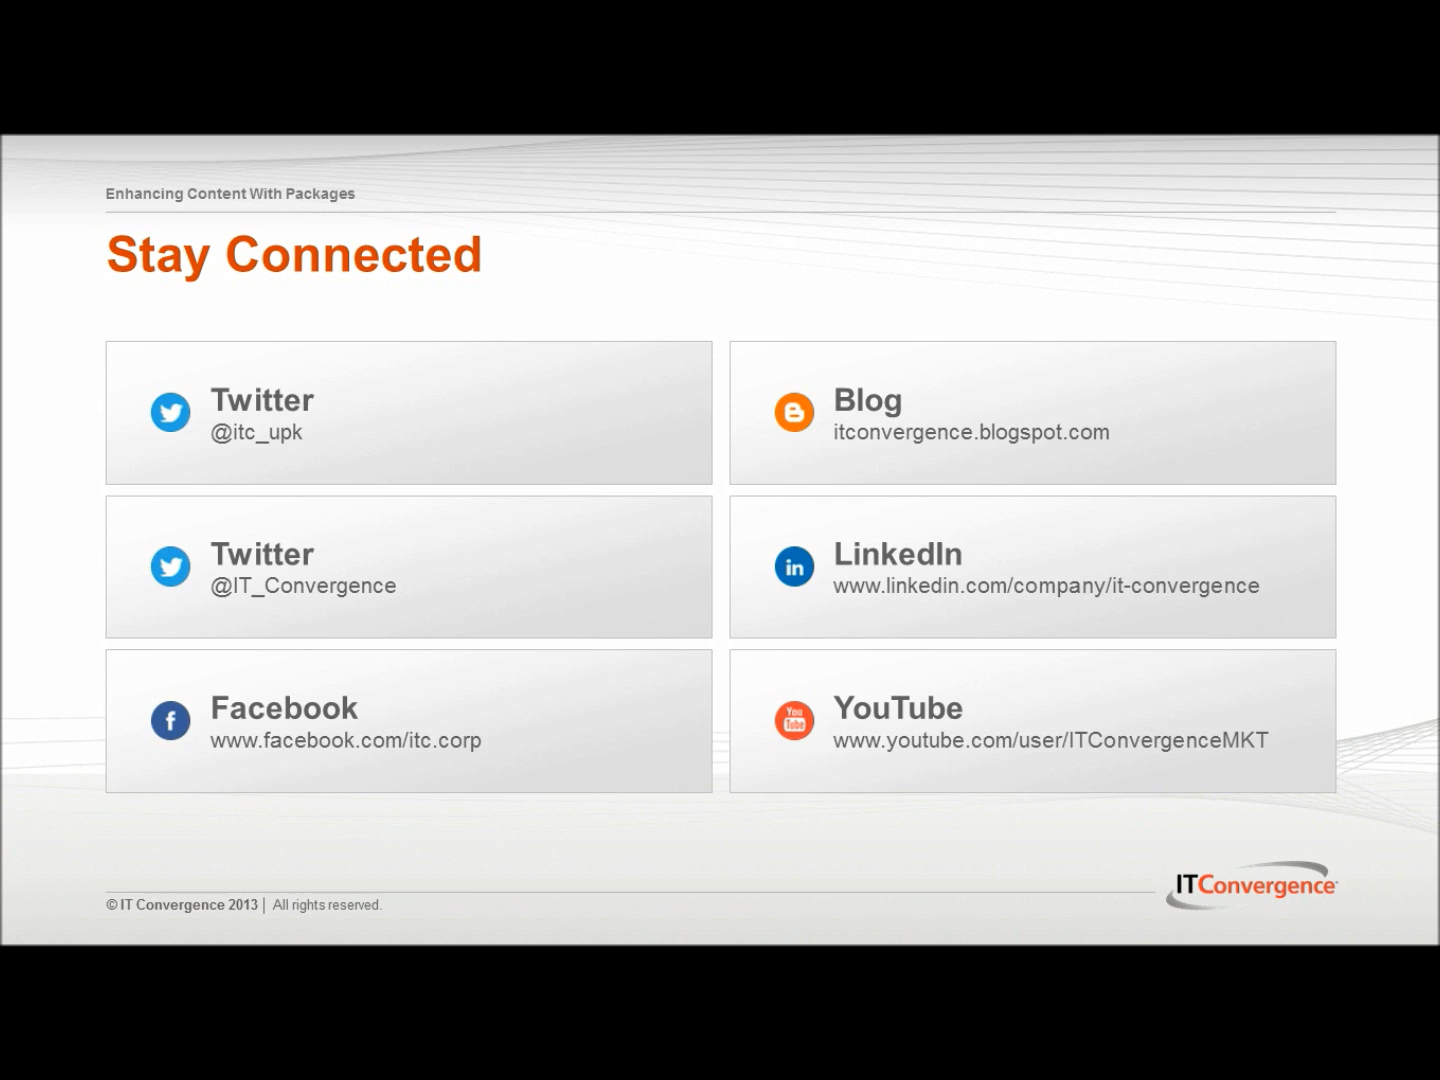 Enhancing Content With Packages
Stay Connected
Twitter
@itc_upk
Blog
itconvergence.blogspot.com
Twitter
@IT_Convergence
LinkedIn
www.linkedin.com/company/it-convergence
Facebook
www.facebook.com/itc.corp
YouTube
www.youtube.com/user/ITConvergenceMKT
© IT Convergence 2013 | All rights reserved.
ITConvergence